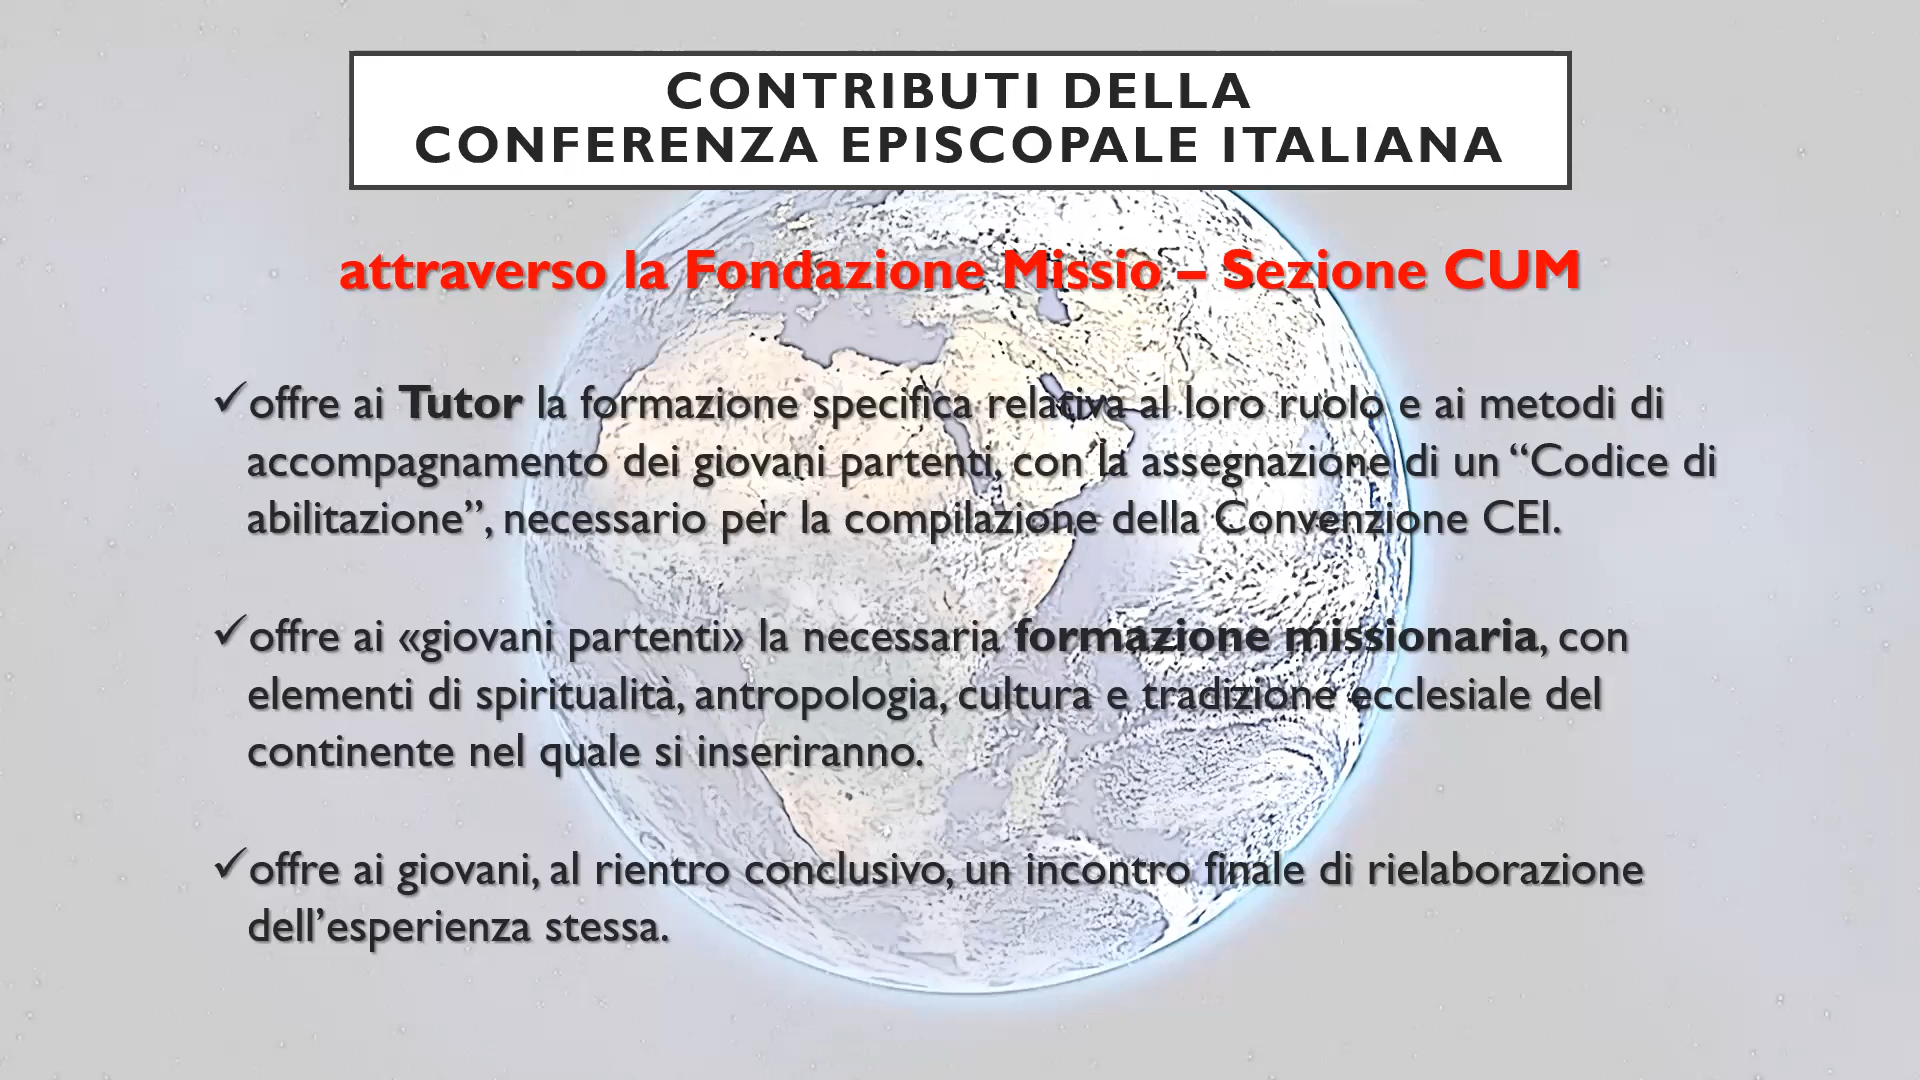 CONTRIBUTI DELLA
CONFERENZA EPISCOPALE ITALIANA
attraverso la Fondazione Missio – Sezione CUM
✓offre ai Tutor la formazione specifica relativa al loro ruolo e ai metodi di
accompagnamento dei giovani partenti, con la assegnazione di un “Codice di
abilitazione”, necessario per la compilazione della Convenzione CEI.
✓offre ai «giovani partenti» la necessaria formazione missionaria, con
elementi di spiritualità, antropologia, cultura e tradizione ecclesiale del
continente nel quale si inseriranno.
✓offre ai giovani, al rientro conclusivo, un incontro finale di rielaborazione
dell’esperienza stessa.